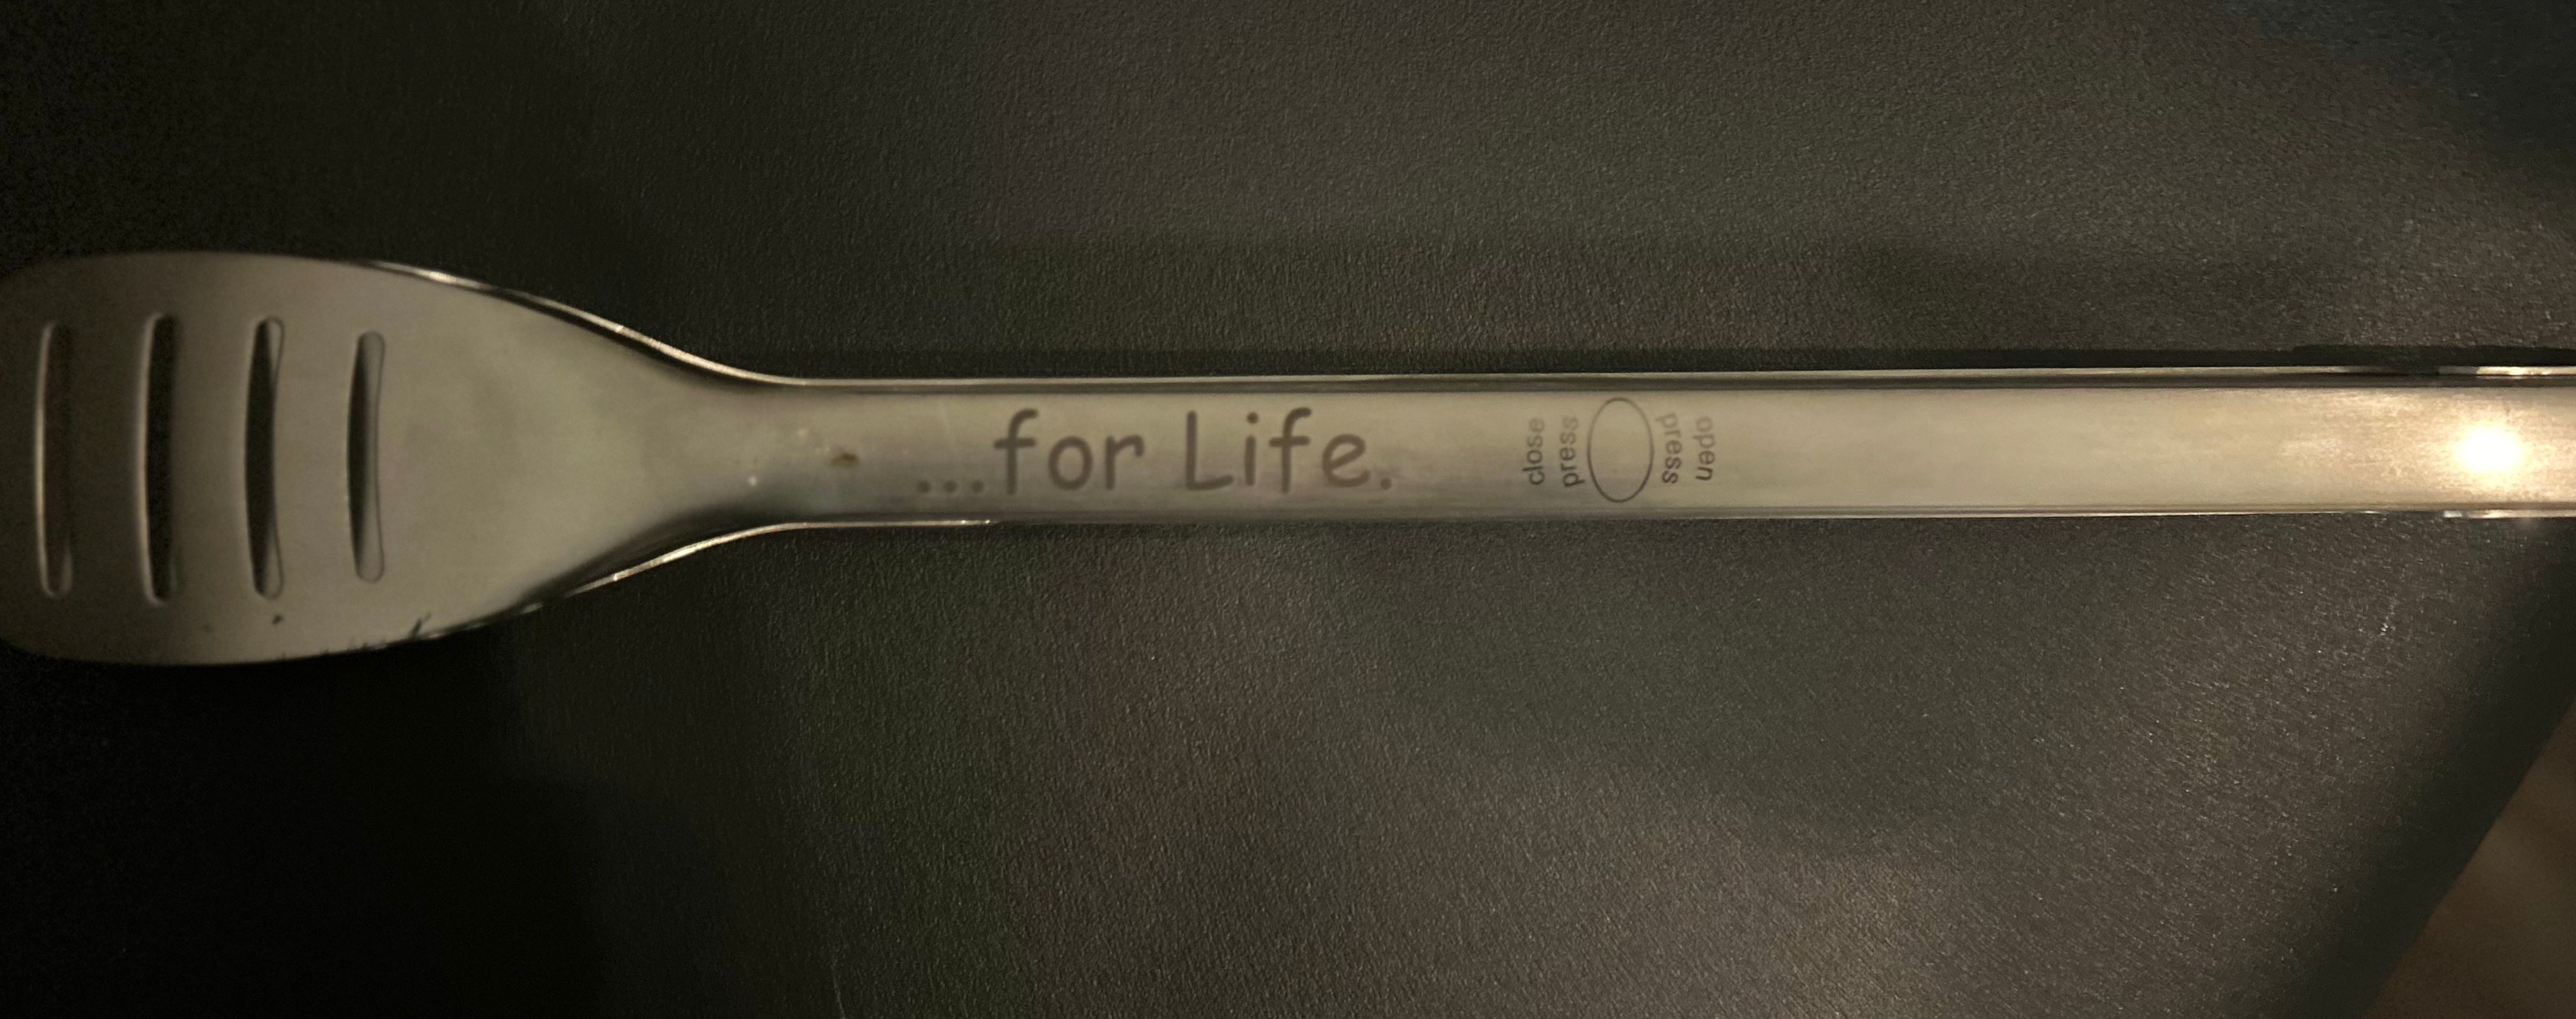 ...for Life.
close
press
press
open